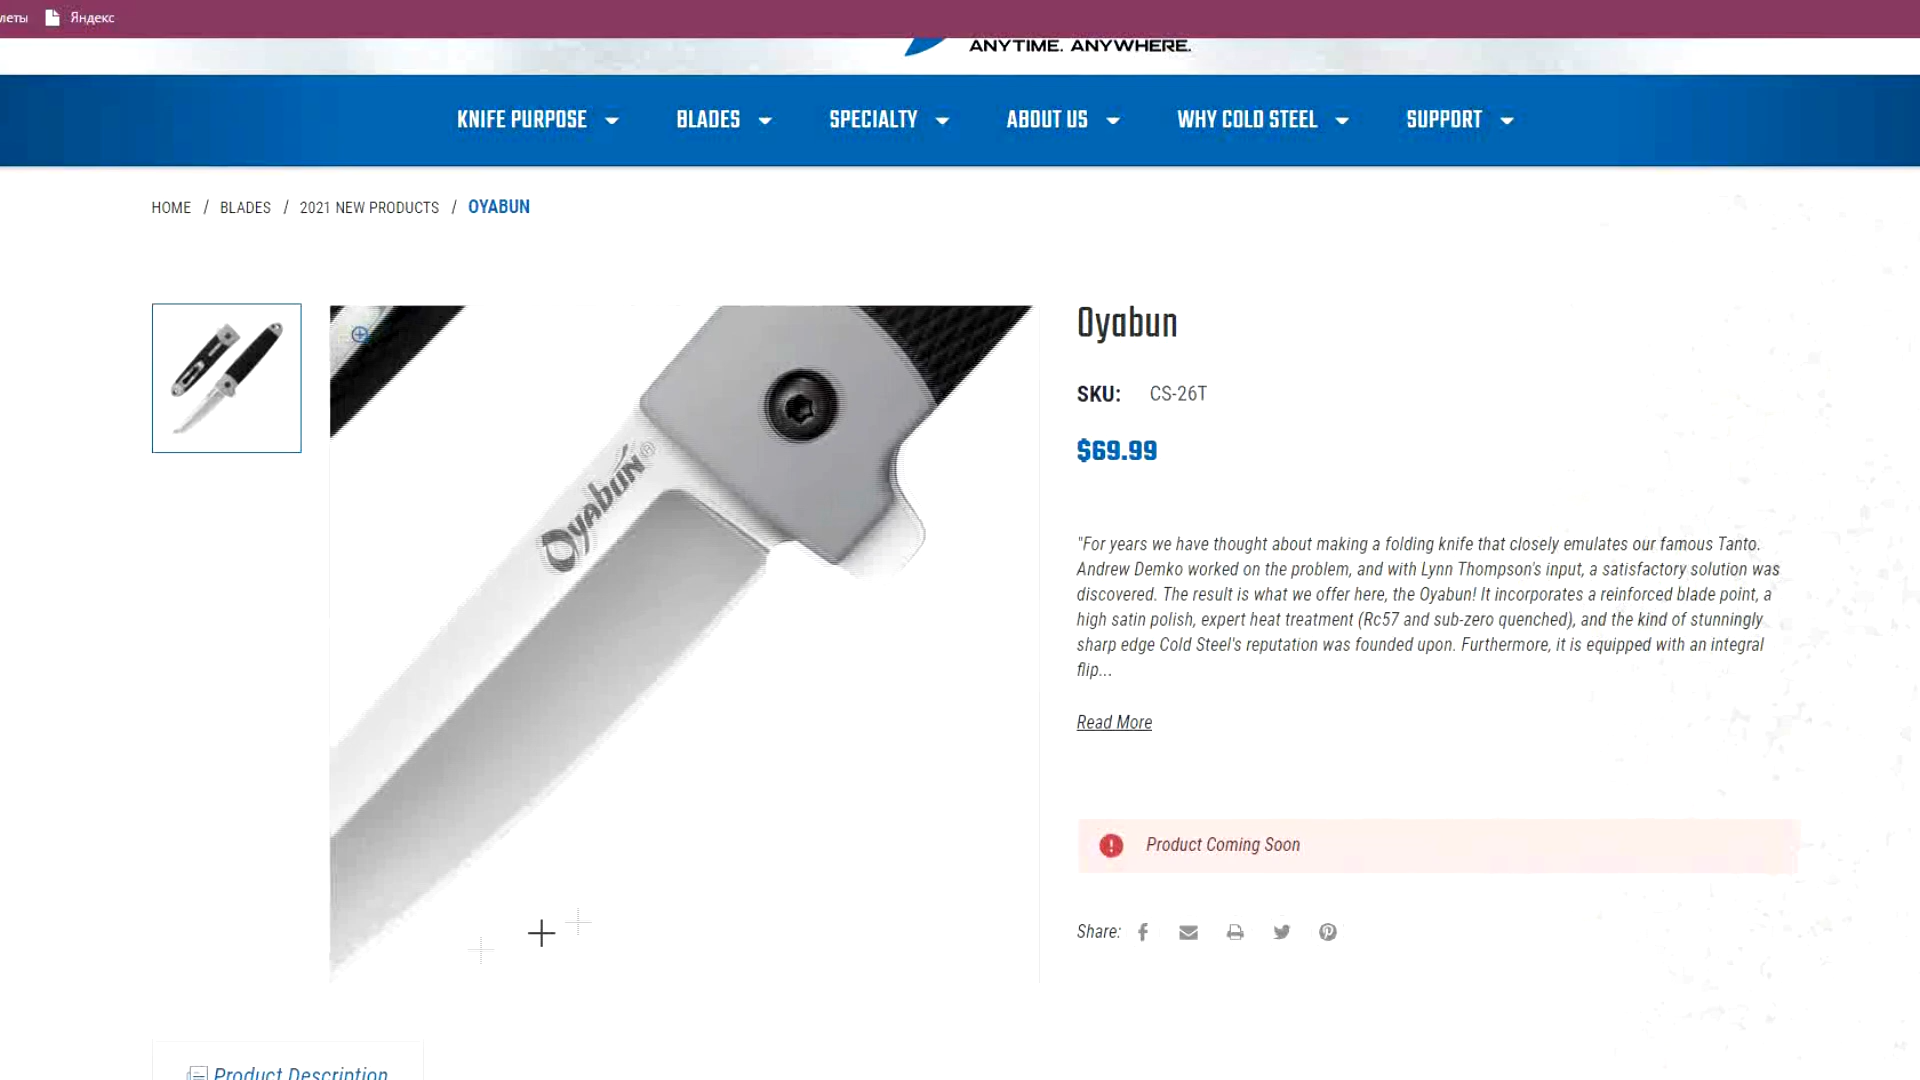 Яндекс
ANYTIME. ANYWHERE.
KNIFE PURPOSE BLADES SPECIALTY ABOUT US WHY COLD STEEL SUPPORT
HOME / BLADES / 2021 NEW PRODUCTS / OYABUN
Oyabun®
Oyabun
SKU: CS-26T
$69.99
"For years we have thought about making a folding knife that closely emulates our famous Tanto.
Andrew Demko worked on the problem, and with Lynn Thompson's input, a satisfactory solution was
discovered. The result is what we offer here, the Oyabun! It incorporates a reinforced blade point, a
high satin polish, expert heat treatment (Rc57 and sub-zero quenched), and the kind of stunningly
sharp edge Cold Steel's reputation was founded upon. Furthermore, it is equipped with an integral
flip...
Read More
Product Coming Soon
Share:
Product Description